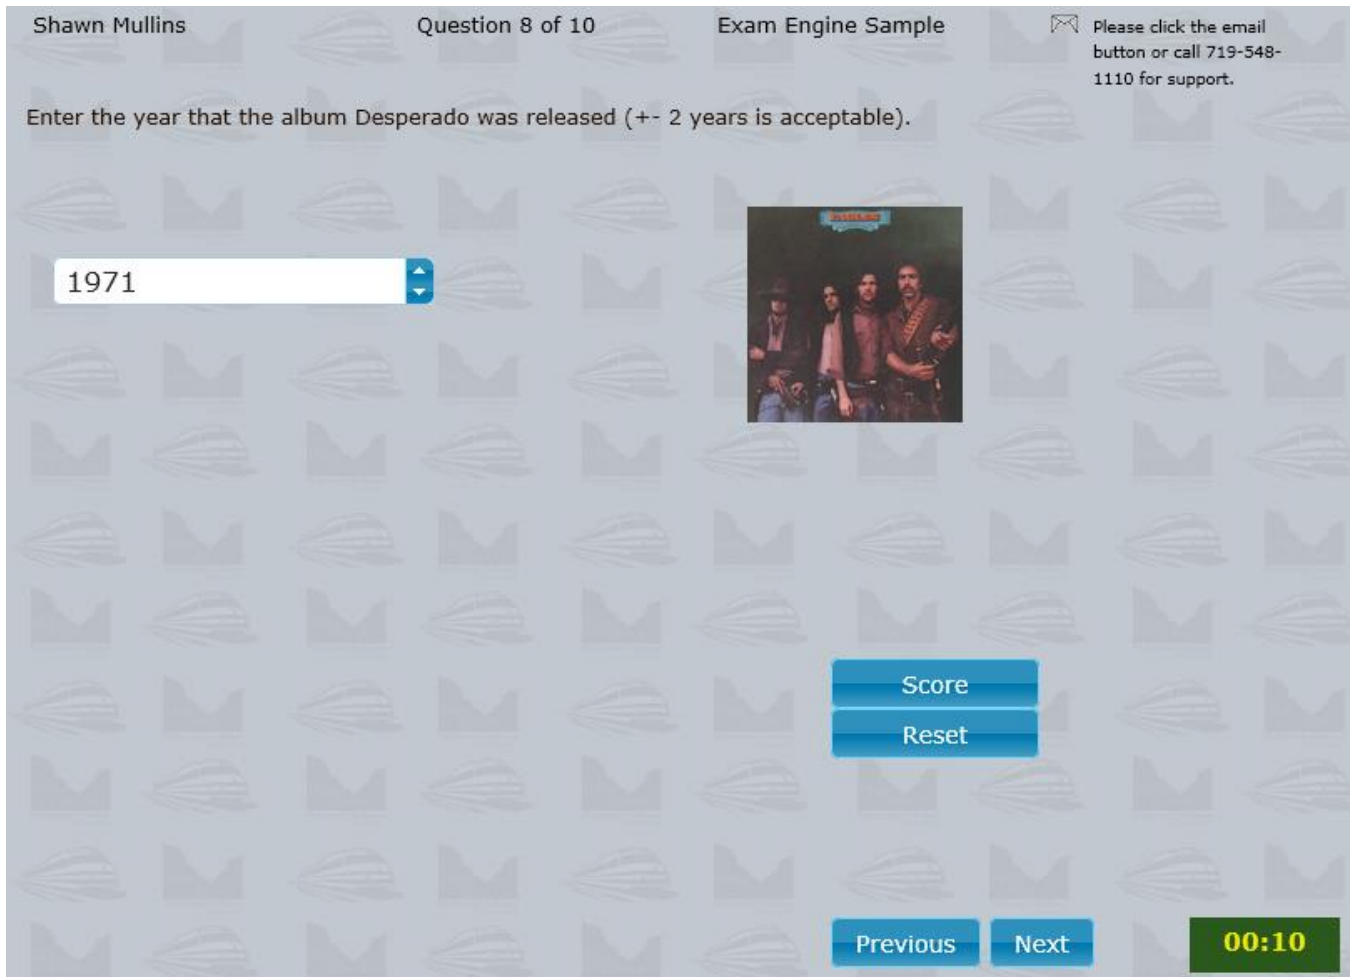 Shawn Mullins
Question 8 of 10
Exam Engine Sample
Please click the email
button or call 719-548-
1110 for support.
Enter the year that the album Desperado was released (+- 2 years is acceptable).
EAGLES
1971
Score
Reset
Previous
Next
00:10